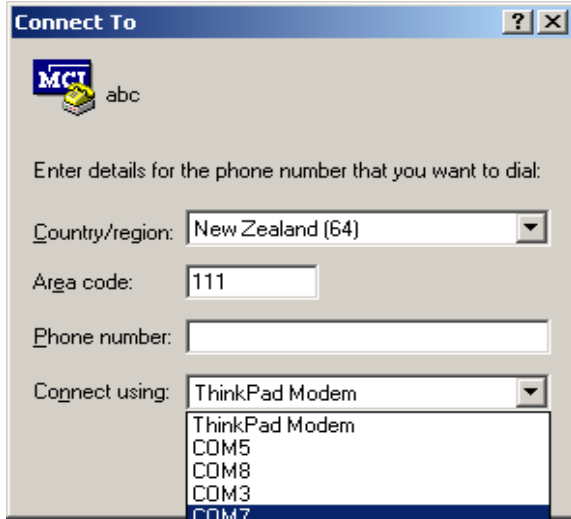 Connect To
MCI
abc
Enter details for the phone number that you want to dial:
Country/region: New Zealand (64)
Area code: 111
Phone number:
Connect using: ThinkPad Modem
ThinkPad Modem
COM5
COM8
COM3
COM7